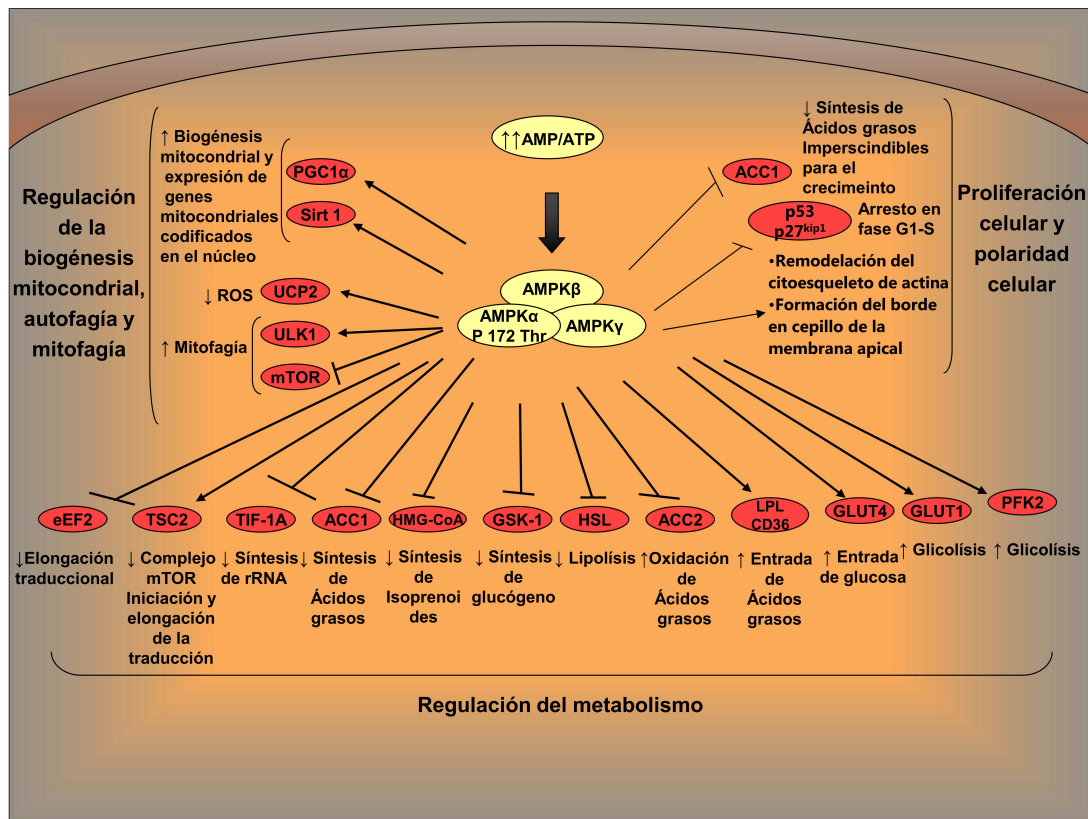 ↑↑AMP/ATP
AMPKβ
AMPKα
P 172 Thr
AMPKγ
Regulación
de la
biogénesis
mitocondrial,
autofagía y
mitofagía
↑ Biogénesis
mitocondrial y
expresión de
genes
mitocondriales
codificados
en el núcleo
PGC1α
Sirt 1
↓ ROS
UCP2
↑ Mitofagía
ULK1
mTOR
↓ Síntesis de
Ácidos grasos
Imperscindibles
para el
crecimeinto
ACC1
p53
p27kip1
Arresto en
fase G1-S
•Remodelación del
citoesqueleto de actina
•Formación del borde
en cepillo de la
membrana apical
Proliferación
celular y
polaridad
celular
eEF2
↓Elongación
traduccional
TSC2
↓ Complejo
mTOR
Iniciación y
elongación
de la
traducción
TIF-1A
↓ Síntesis
de rRNA
ACC1
↓ Síntesis
de
Ácidos
grasos
HMG-CoA
↓ Síntesis
de
Isoprenoi
des
GSK-1
↓ Síntesis
de
glucógeno
HSL
↓ Lipolísis
ACC2
↑Oxidación
de
Ácidos
grasos
LPL
CD36
↑ Entrada
de
Ácidos
grasos
GLUT4
↑ Entrada
de glucosa
GLUT1
↑ Glicolísis
PFK2
↑ Glicolísis
Regulación del metabolismo